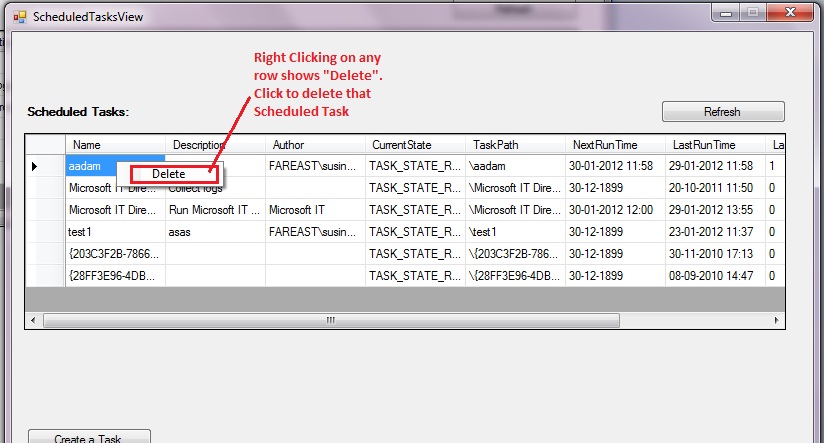 ScheduledTasksView
Right Clicking on any
row shows "Delete".
Click to delete that
Scheduled Task
Scheduled Tasks:
Refresh
Name Description Author CurrentState TaskPath NextRunTime LastRunTime La
aadam FAREAST\susin... TASK_STATE_R... \aadam 30-01-2012 11:58 29-01-2012 11:58 1
Delete
Microsoft IT Dire... Collect logs TASK_STATE_R... \Microsoft IT Dire... 30-12-1899 20-10-2011 11:50 0
Microsoft IT Dire... Run Microsoft IT ... Microsoft IT TASK_STATE_R... \Microsoft IT Dire... 30-01-2012 12:00 29-01-2012 13:55 0
test1 asas FAREAST\susin... TASK_STATE_R... \test1 30-12-1899 23-01-2012 11:37 0
{203C3F2B-7866... TASK_STATE_R... \{203C3F2B-786... 30-12-1899 30-11-2010 17:13 0
{28FF3E96-4DB... TASK_STATE_R... \{28FF3E96-4DB... 30-12-1899 08-09-2010 14:47 0
Create a Task